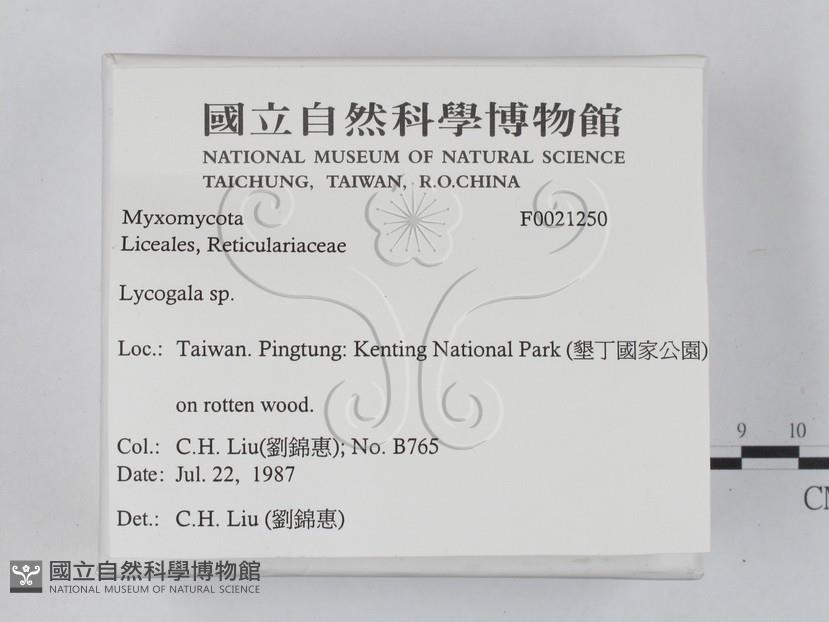 國立自然科學博物館
NATIONAL MUSEUM OF NATURAL SCIENCE
TAICHUNG, TAIWAN, R.O.CHINA
Myxomycota F0021250
Liceales, Reticulariaceae
Lycogala sp.
Loc.: Taiwan. Pingtung: Kenting National Park (墾丁國家公園)
on rotten wood.
Col.: C.H. Liu(劉錦惠); No. B765
Date: Jul. 22, 1987
Det.: C.H. Liu (劉錦惠)
9 10
CM
國立自然科學博物館
NATIONAL MUSEUM OF NATURAL SCIENCE